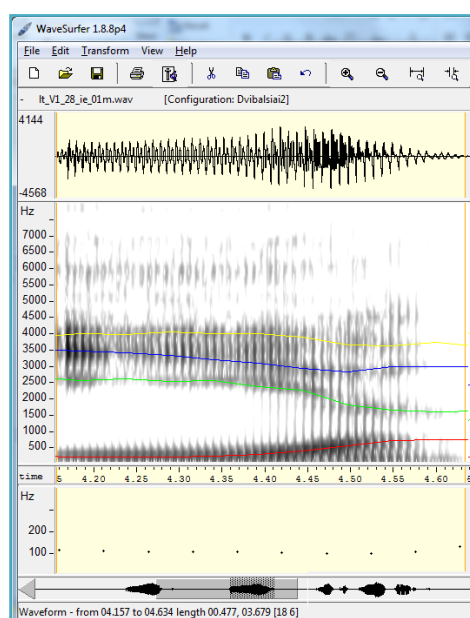 WaveSurfer 1.8.8p4
File Edit Transform View Help
- lt_V1_28_ie_01m.wav [Configuration: Dvibalsiai2]
4144
-4568
Hz
7000
6500
6000
5500
5000
4500
4000
3500
3000
2500
2000
1500
1000
500
time 5 4.20 4.25 4.30 4.35 4.40 4.45 4.50 4.55 4.60 6
Hz
200
100
Waveform - from 04.157 to 04.634 length 00.477, 03.679 [18 6]